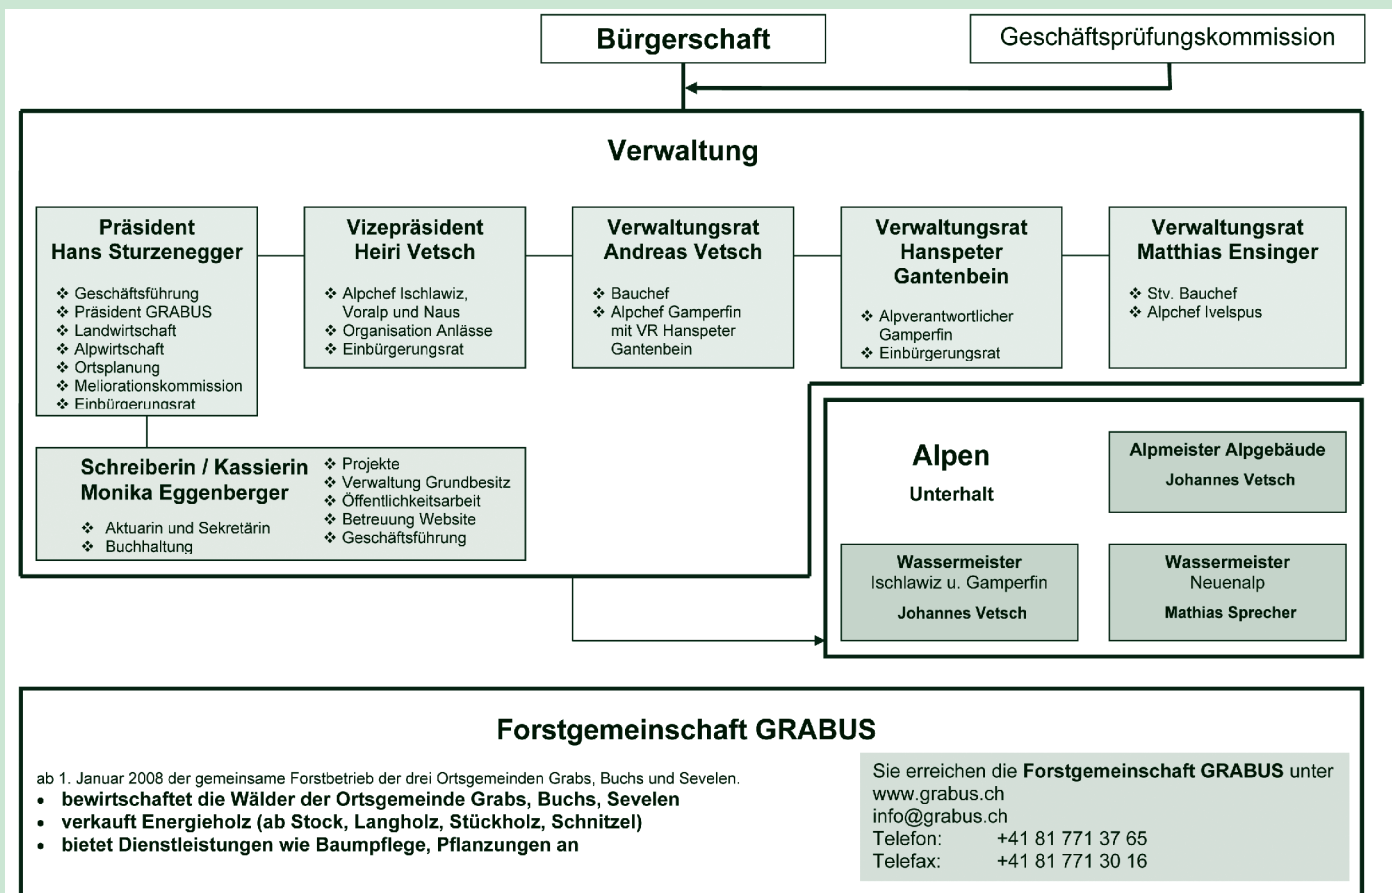 Bürgerschaft
Geschäftsprüfungskommission
Verwaltung
Präsident
Hans Sturzenegger
❖ Geschäftsführung
❖ Präsident GRABUS
❖ Landwirtschaft
❖ Alpwirtschaft
❖ Ortsplanung
❖ Meliorationskommission
❖ Einbürgerungsrat
Vizepräsident
Heiri Vetsch
❖ Alpchef Ischlawiz,
Voralp und Naus
❖ Organisation Anlässe
❖ Einbürgerungsrat
Verwaltungsrat
Andreas Vetsch
❖ Bauchef
❖ Alpchef Gamperfin
mit VR Hanspeter
Gantenbein
Verwaltungsrat
Hanspeter
Gantenbein
❖ Alpverantwortlicher
Gamperfin
❖ Einbürgerungsrat
Verwaltungsrat
Matthias Ensinger
❖ Stv. Bauchef
❖ Alpchef Ivelspus
Schreiberin / Kassierin
Monika Eggenberger
❖ Aktuarin und Sekretärin
❖ Buchhaltung
❖ Projekte
❖ Verwaltung Grundbesitz
❖ Öffentlichkeitsarbeit
❖ Betreuung Website
❖ Geschäftsführung
Alpen
Unterhalt
Alpmeister Alpgebäude
Johannes Vetsch
Wassermeister
Ischlawiz u. Gamperfin
Johannes Vetsch
Wassermeister
Neuenalp
Mathias Sprecher
Forstgemeinschaft GRABUS
ab 1. Januar 2008 der gemeinsame Forstbetrieb der drei Ortsgemeinden Grabs, Buchs und Sevelen.
• bewirtschaftet die Wälder der Ortsgemeinde Grabs, Buchs, Sevelen
• verkauft Energieholz (ab Stock, Langholz, Stückholz, Schnitzel)
• bietet Dienstleistungen wie Baumpflege, Pflanzungen an
Sie erreichen die Forstgemeinschaft GRABUS unter
www.grabus.ch
info@grabus.ch
Telefon: +41 81 771 37 65
Telefax: +41 81 771 30 16